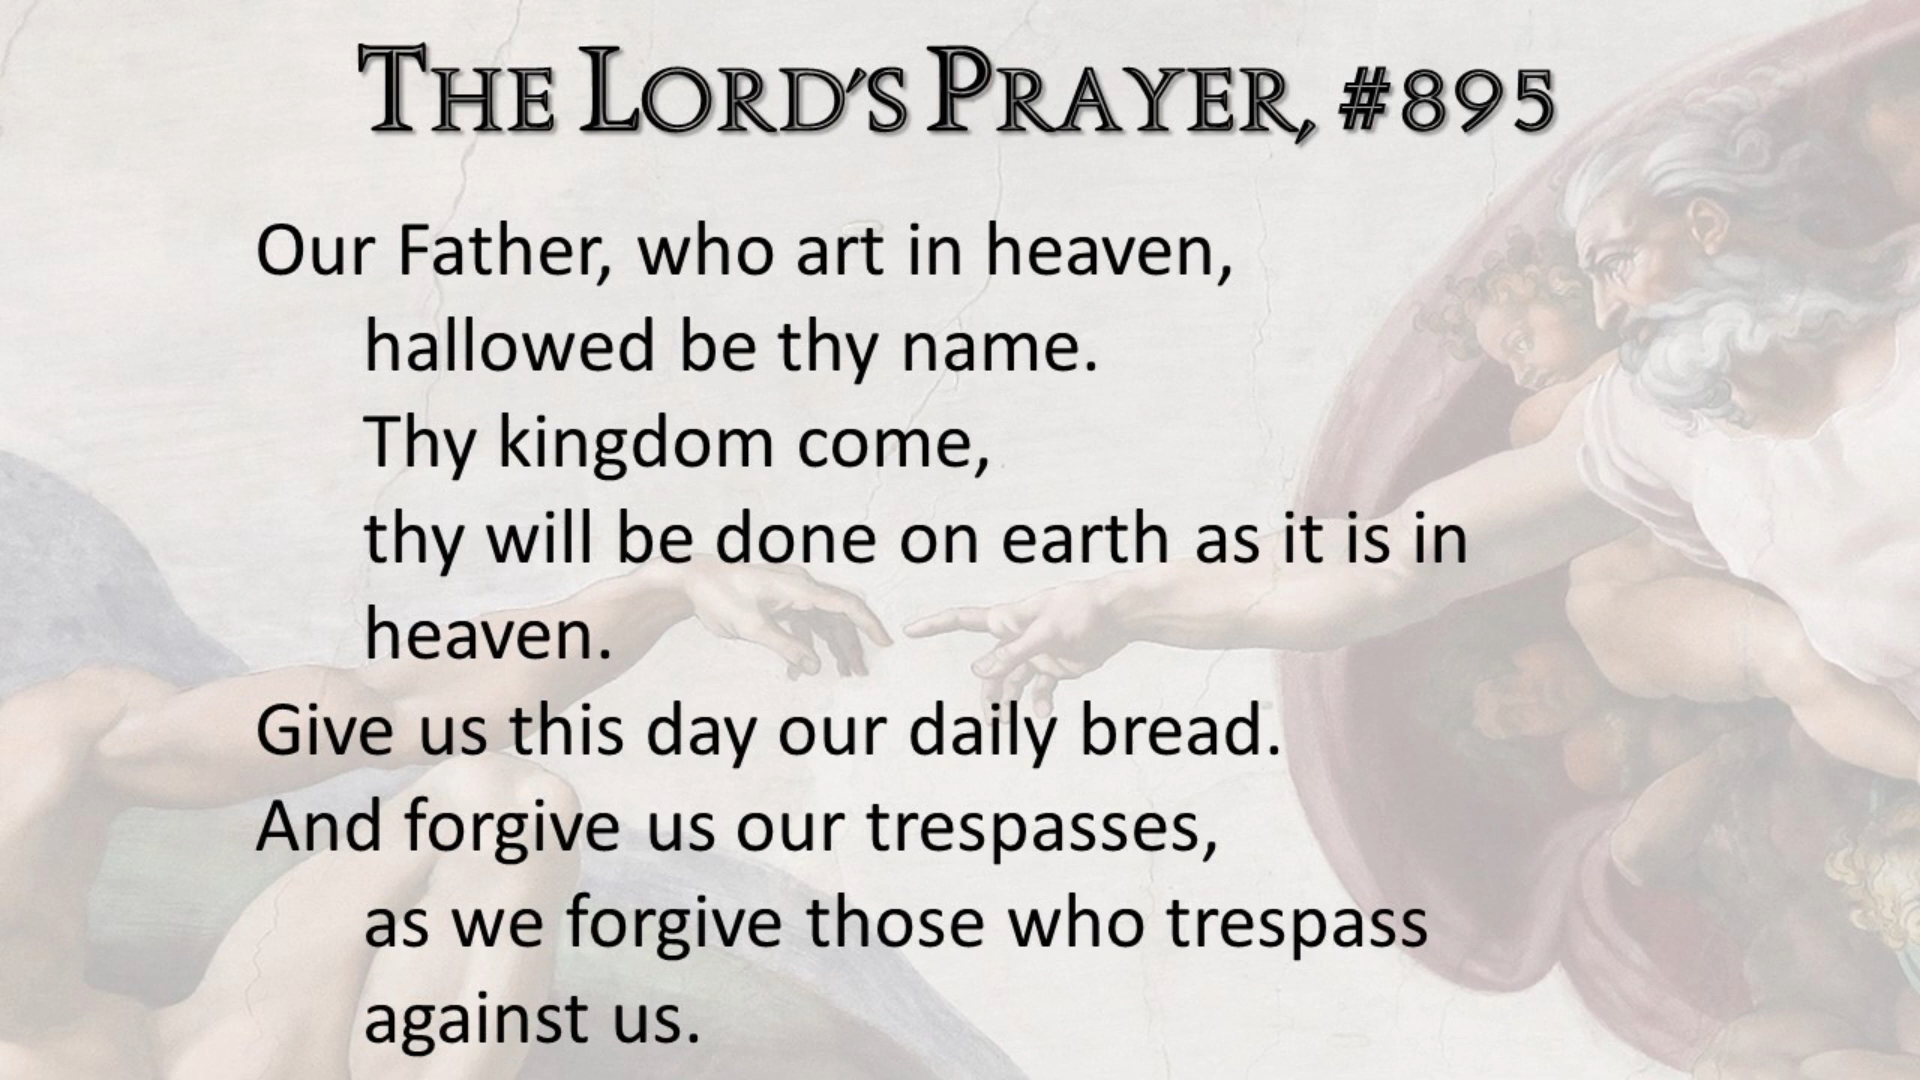 The Lord's Prayer, #895
Our Father, who art in heaven,
hallowed be thy name.
Thy kingdom come,
thy will be done on earth as it is in
heaven.
Give us this day our daily bread.
And forgive us our trespasses,
as we forgive those who trespass
against us.